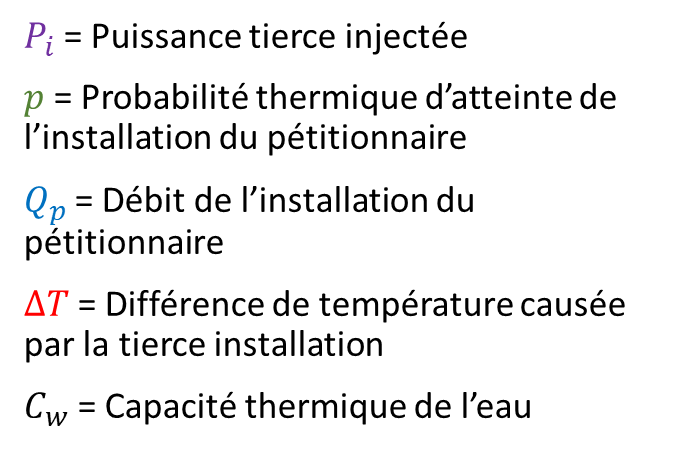 P_i = Puissance tierce injectée
p = Probabilité thermique d’atteinte de
l’installation du pétitionnaire
Q_p = Débit de l’installation du
pétitionnaire
ΔT = Différence de température causée
par la tierce installation
C_w = Capacité thermique de l’eau